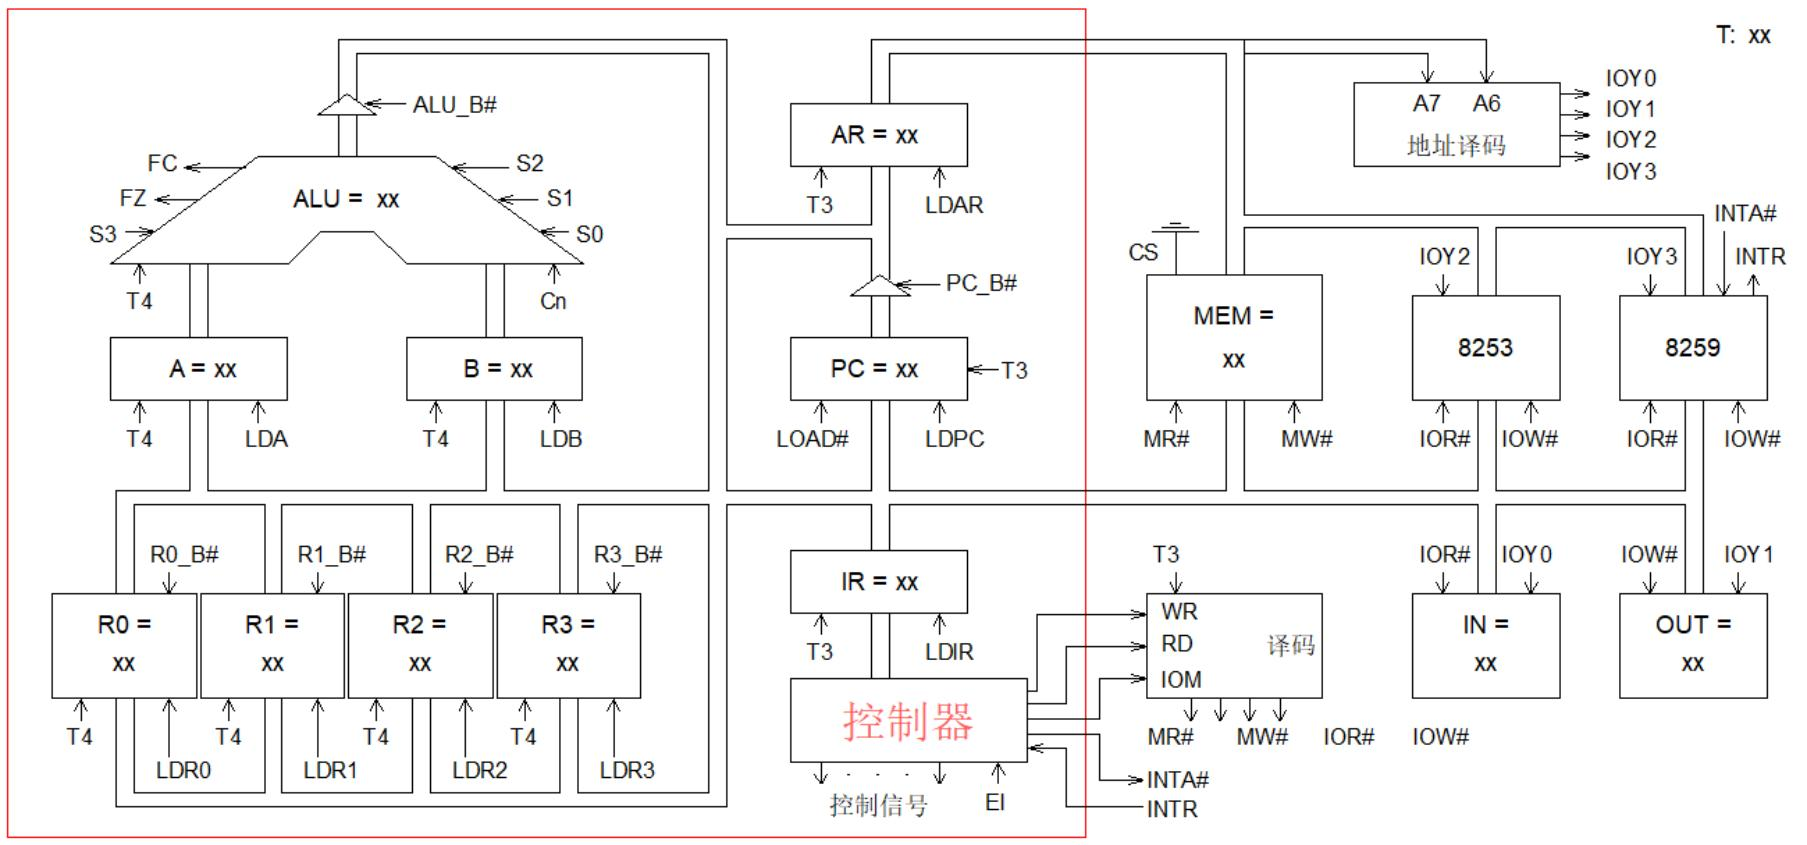 T: xx
IOY0
ALU_B#
A7 A6
IOY1
AR = xx
IOY2
地址译码
FC
S2
IOY3
FZ
ALU = xx
S1
T3
LDAR
INTA#
S3
S0
CS
IOY2
IOY3
INTR
PC_B#
T4
Cn
MEM =
xx
8253
8259
A = xx
B = xx
PC = xx
T3
T4
LDA
T4
LDB
LOAD#
LDPC
MR#
MW#
IOR#
IOW#
IOR#
IOW#
R0_B#
R1_B#
R2_B#
R3_B#
T3
IOR#
IOY0
IOW#
IOY1
IR = xx
R0 =
xx
R1 =
xx
R2 =
xx
R3 =
xx
WR
RD
译码
IOM
IN =
xx
OUT =
xx
T3
LDIR
控制器
T4
T4
T4
T4
MR#
MW#
IOR#
IOW#
LDR0
LDR1
LDR2
LDR3
INTA#
· · ·
控制信号
EI
INTR